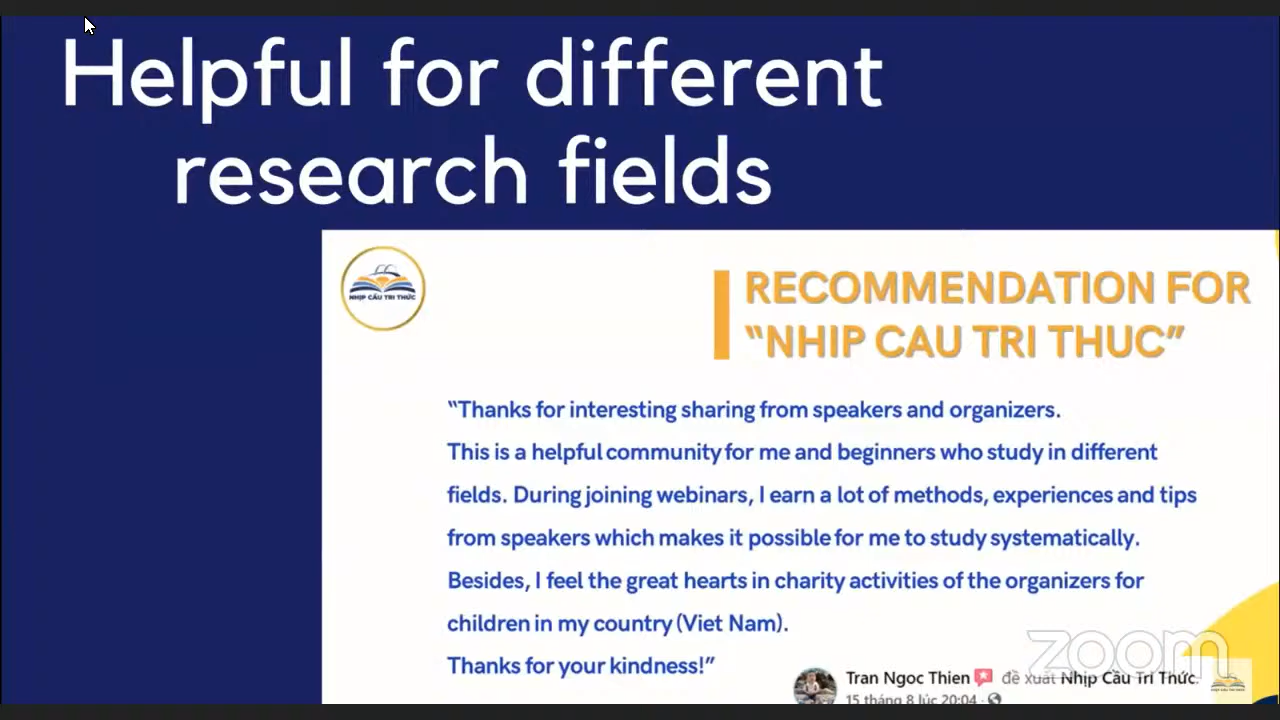 Helpful for different
research fields
NHỊP CẦU TRI THỨC
RECOMMENDATION FOR
“NHIP CAU TRI THUC”
“Thanks for interesting sharing from speakers and organizers.
This is a helpful community for me and beginners who study in different
fields. During joining webinars, I earn a lot of methods, experiences and tips
from speakers which makes it possible for me to study systematically.
Besides, I feel the great hearts in charity activities of the organizers for
children in my country (Viet Nam).
Thanks for your kindness!”
zoom
Tran Ngoc Thien đề xuất Nhịp Cầu Tri Thức.
15 tháng 8 lúc 20:04 ·